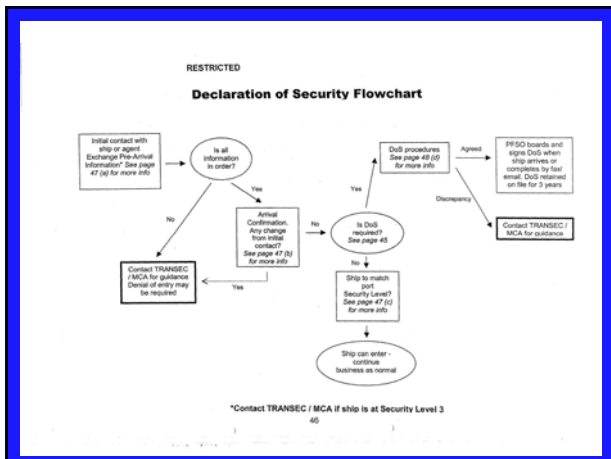 RESTRICTED
Declaration of Security Flowchart
Initial contact with
ship or agent
Exchange Pre-Arrival
Information* See page
47 (a) for more info
Is all
information
in order?
No
Yes
Contact TRANSEC
/ MCA for guidance
Denial of entry may
be required
Arrival
Confirmation.
Any change
from initial
contact?
See page 47 (b)
for more info
Yes
No
Is DoS
required?
See page 45
Yes
No
DoS procedures
See page 48 (d)
for more info
Agreed
Discrepancy
PFSO boards and
signs DoS when
ship arrives or
completes by fax/
email. DoS retained
on file for 3 years
Contact TRANSEC /
MCA for guidance
Ship to match
port
Security Level?
See page 47 (c)
for more info
Ship can enter -
continue
business as normal
*Contact TRANSEC / MCA if ship is at Security Level 3
46